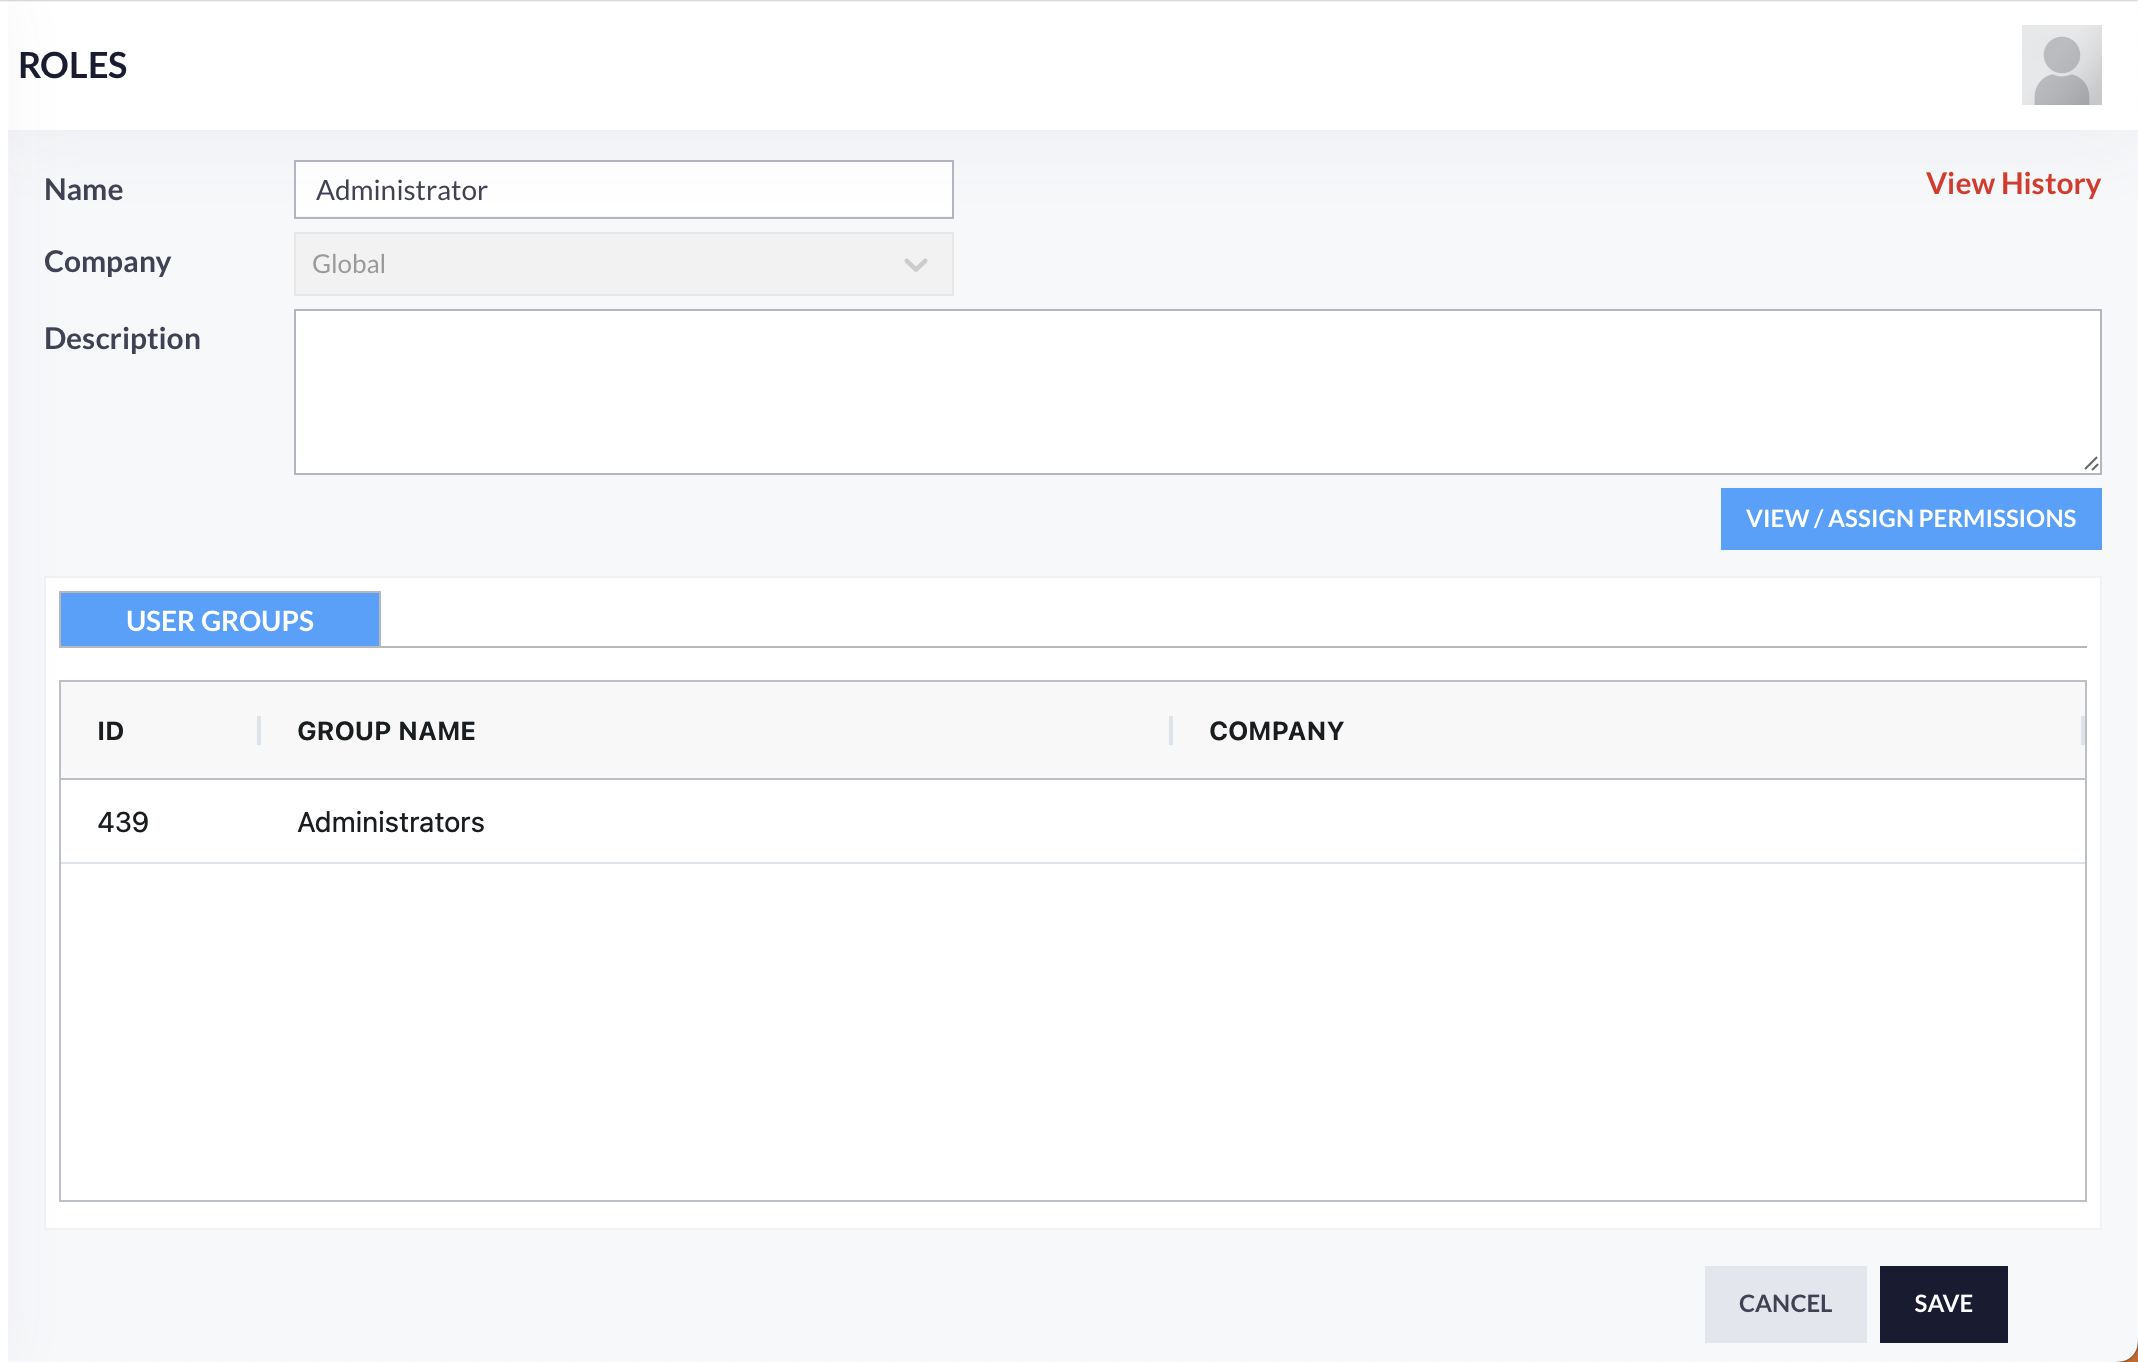 ROLES
Name
Administrator
View History
Company
Global
Description
VIEW / ASSIGN PERMISSIONS
USER GROUPS
ID GROUP NAME COMPANY
439 Administrators
CANCEL SAVE